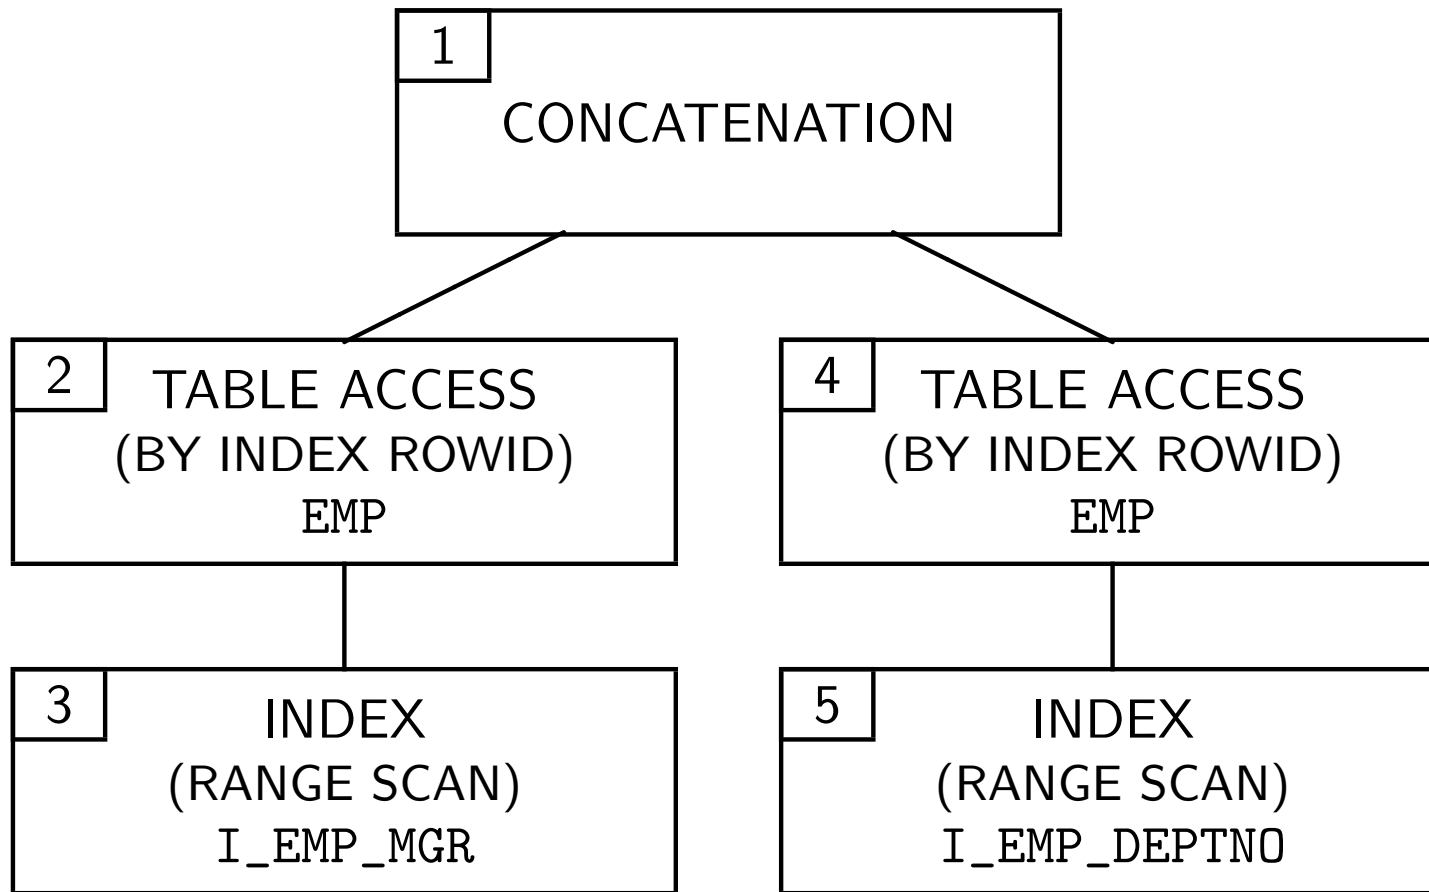 1
CONCATENATION
2
TABLE ACCESS
(BY INDEX ROWID)
EMP
4
TABLE ACCESS
(BY INDEX ROWID)
EMP
3
INDEX
(RANGE SCAN)
I_EMP_MGR
5
INDEX
(RANGE SCAN)
I_EMP_DEPTNO